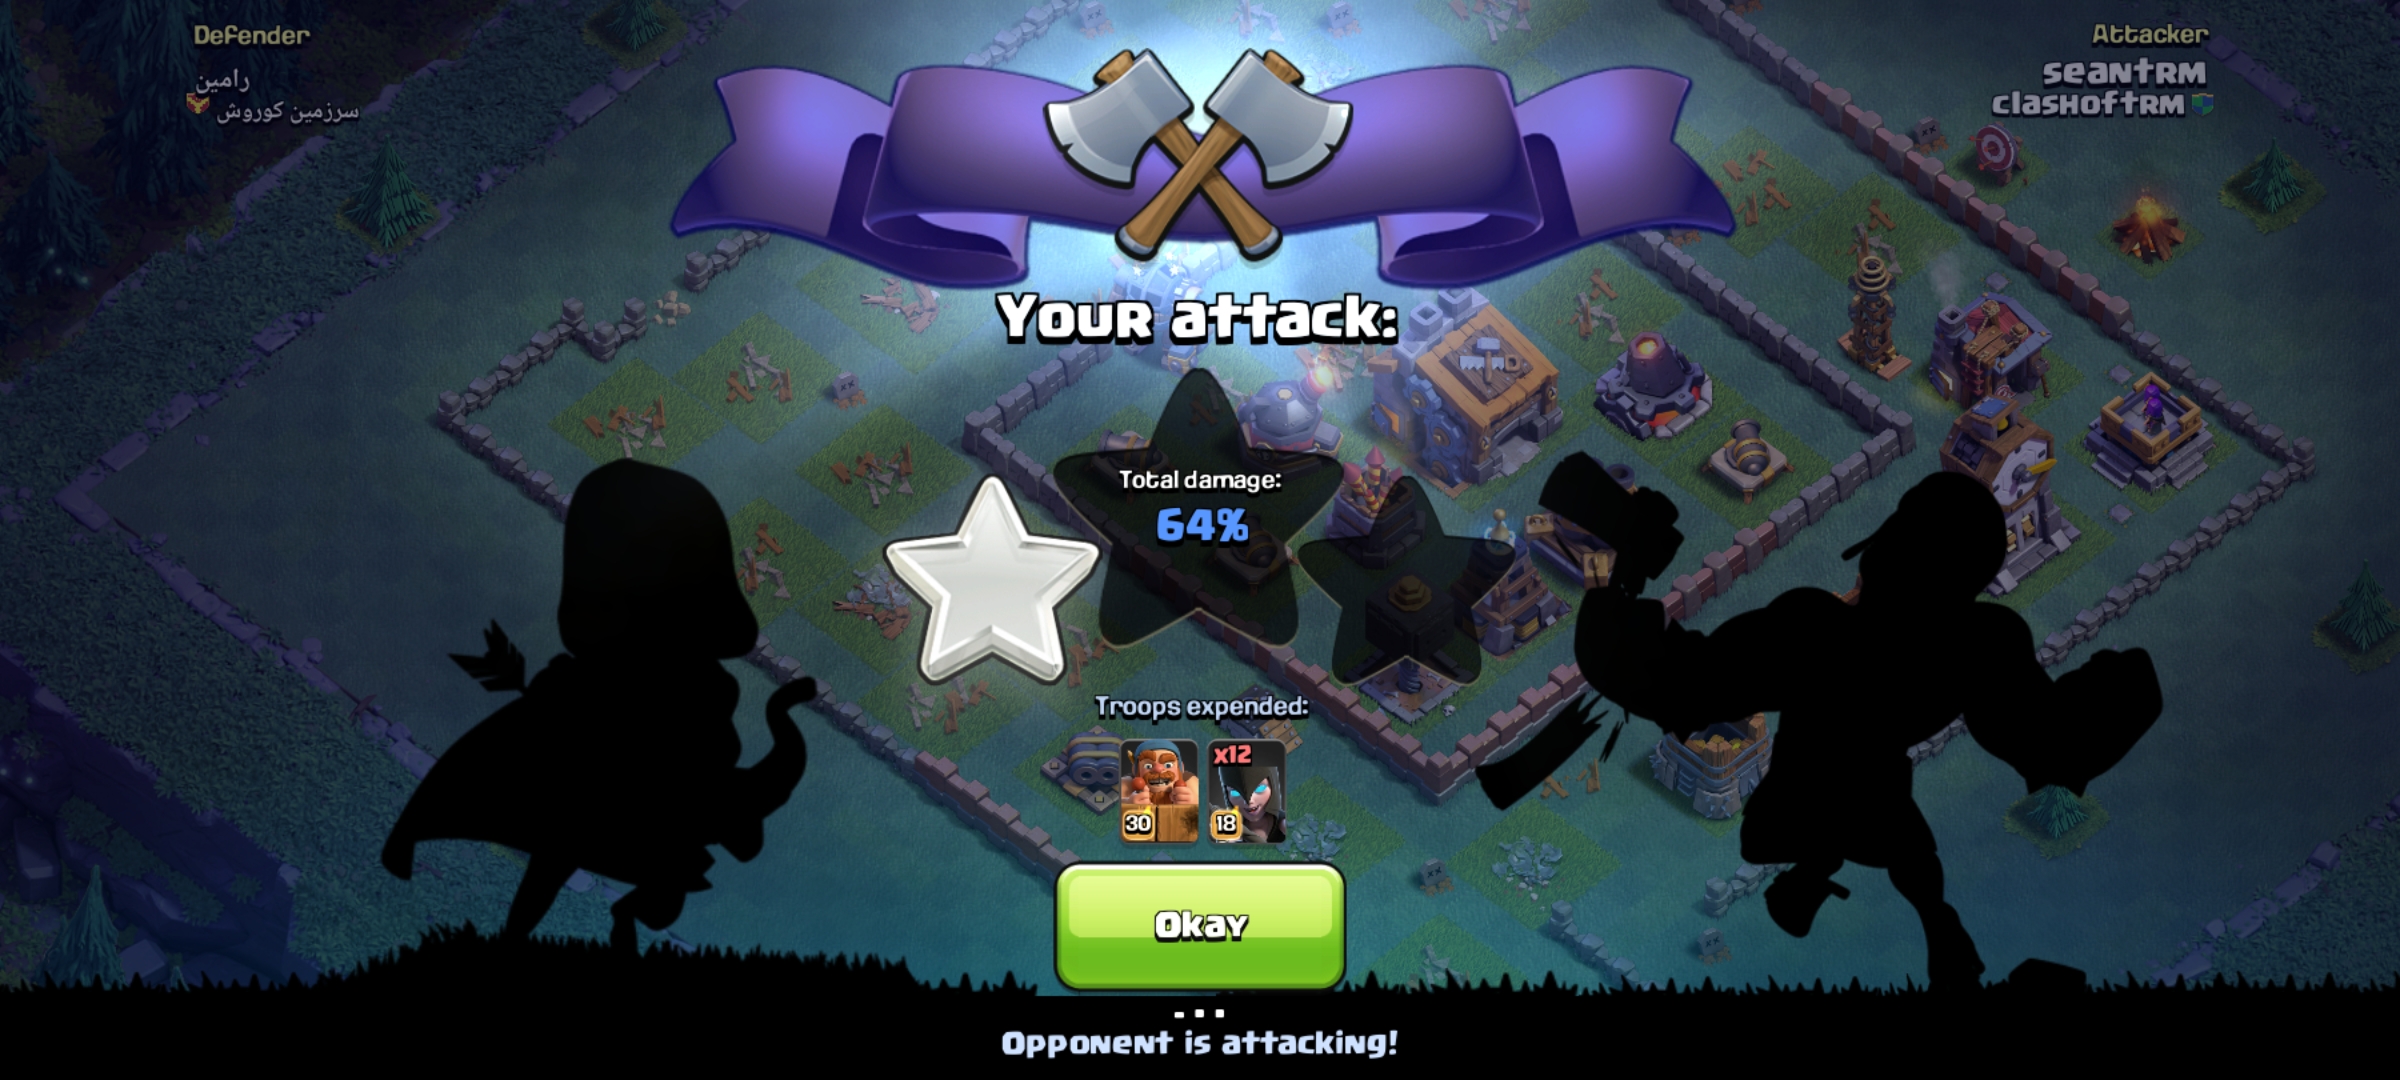 Defender
رامین
سرزمین کوروش
Attacker
seantRM
clashoftRM
Your attack:
Total damage:
64%
Troops expended:
x12
30
18
Okay
Opponent is attacking!